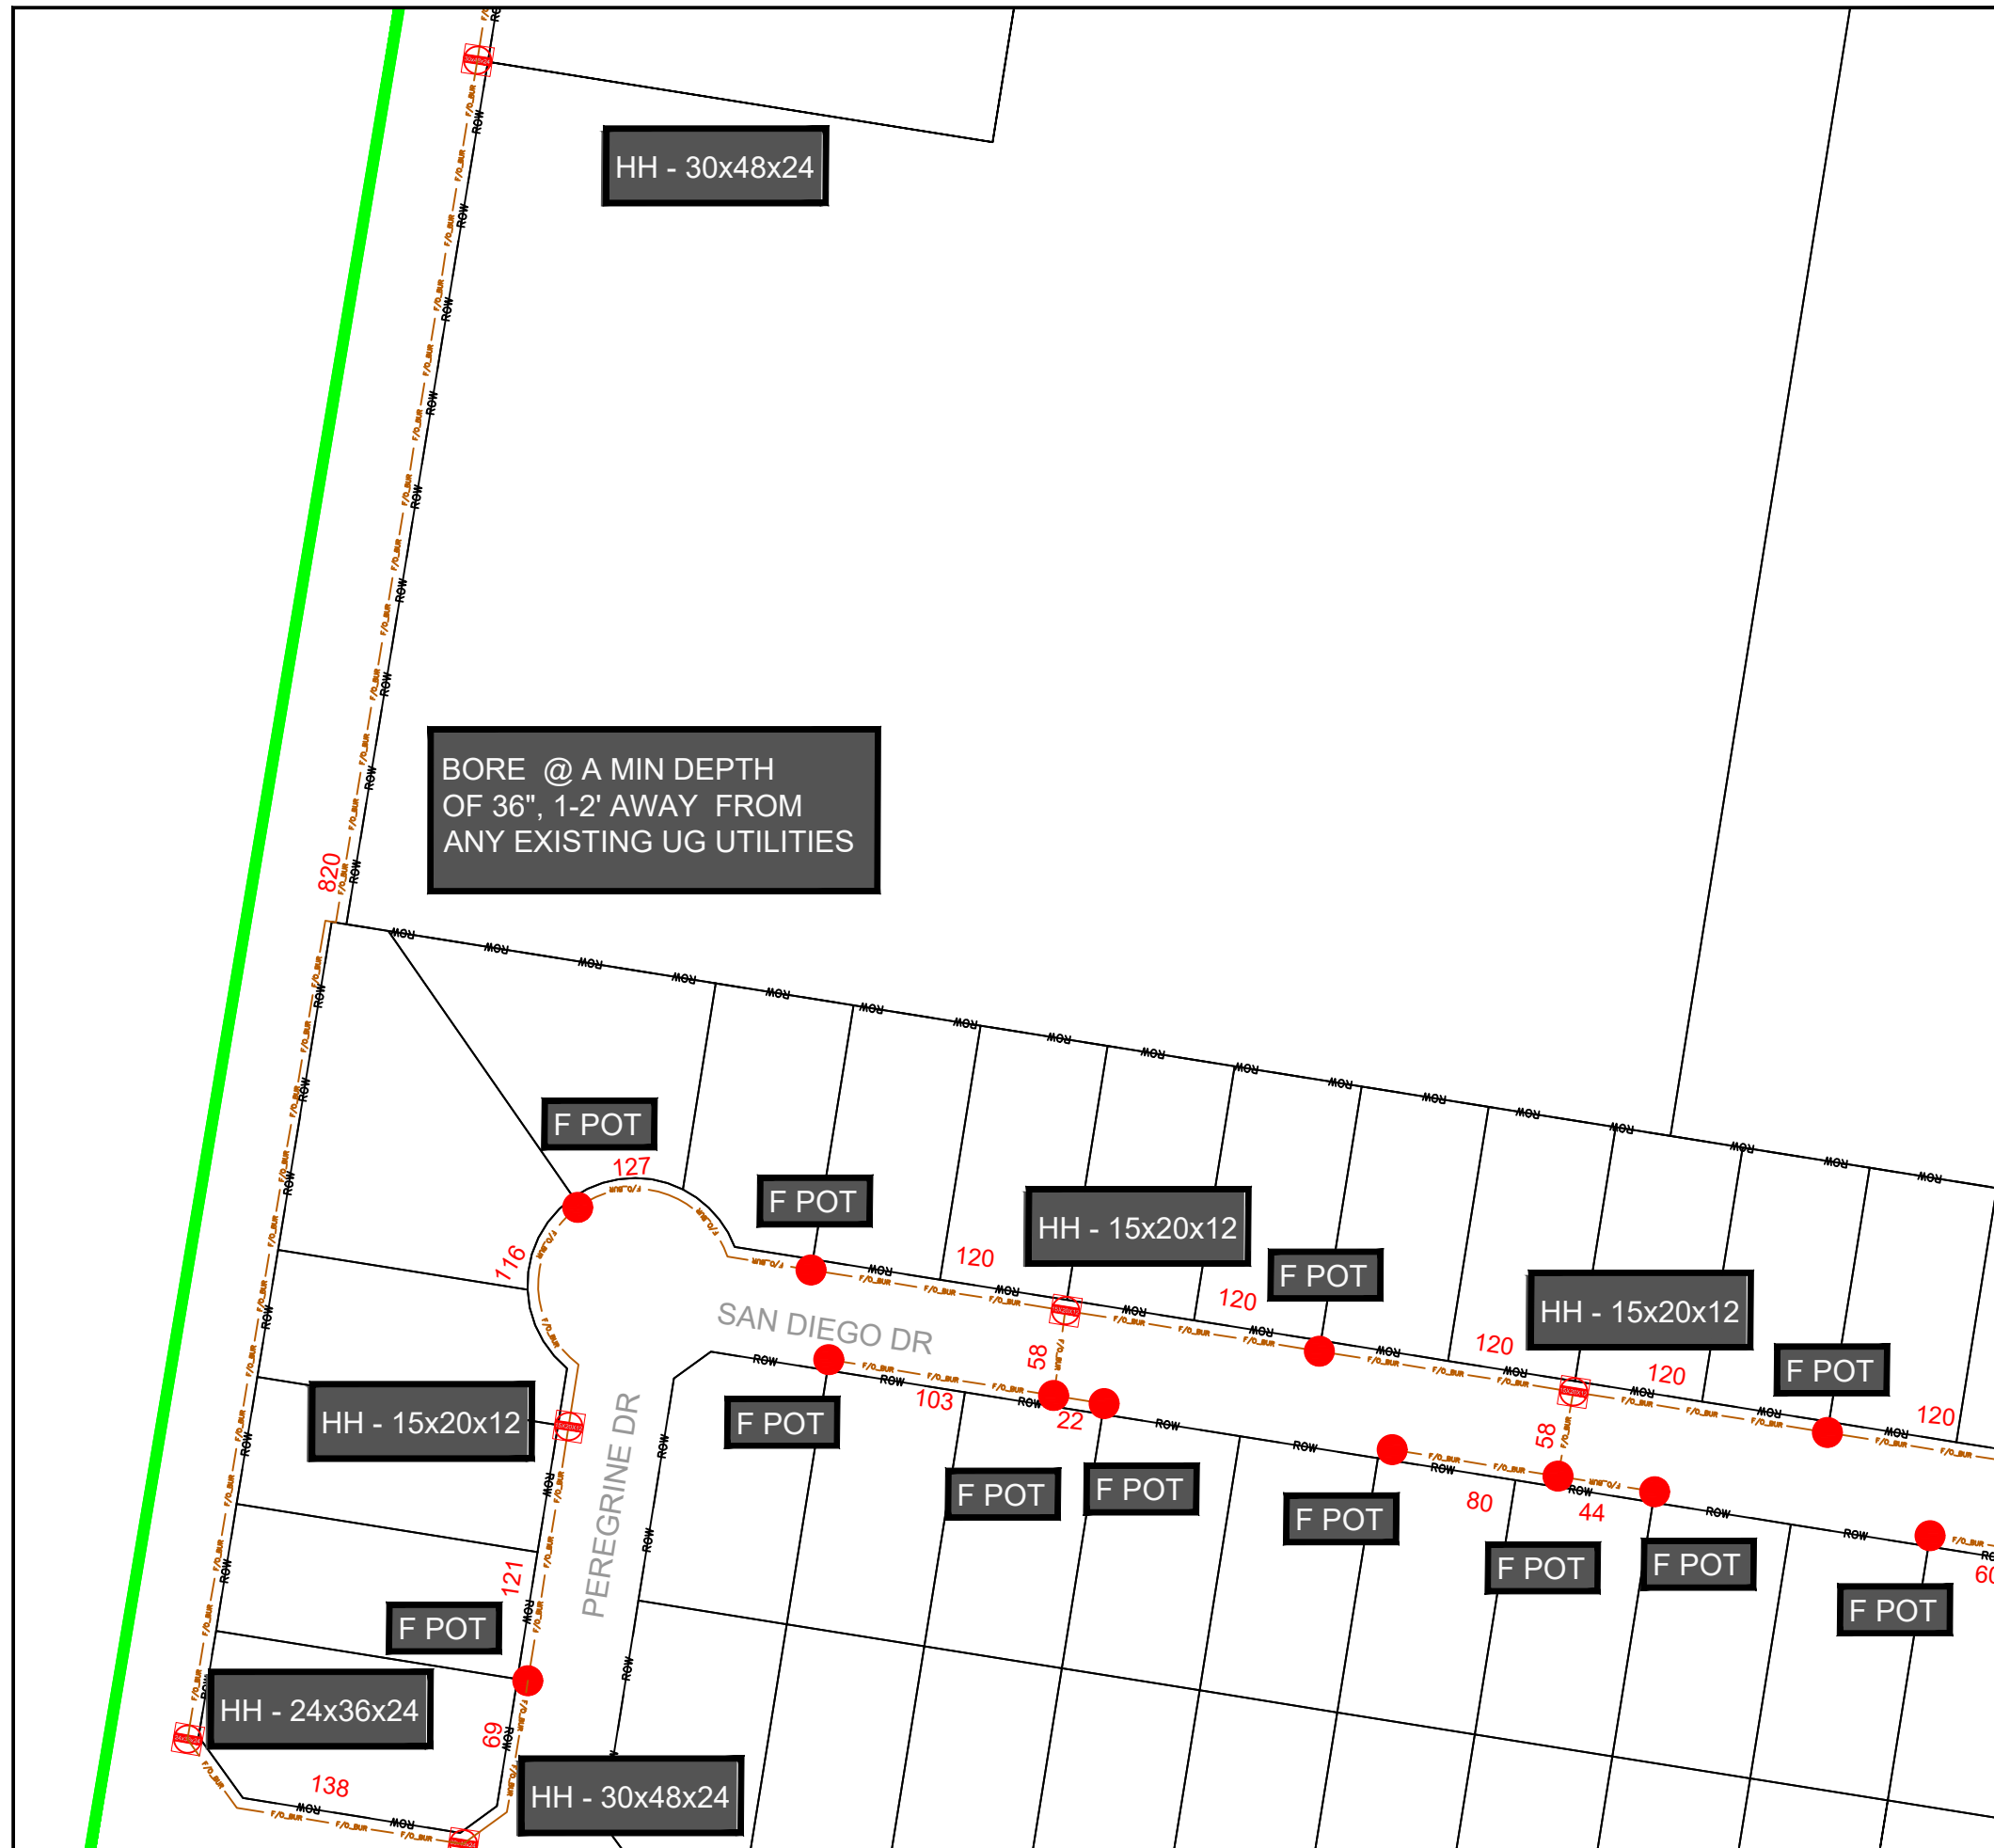 HH - 30x48x24
BORE @ A MIN DEPTH
OF 36", 1-2' AWAY FROM
ANY EXISTING UG UTILITIES
820
F POT
127
116
F POT
120
HH - 15x20x12
120
F POT
120
HH - 15x20x12
120
F POT
120
SAN DIEGO DR
58
103
22
F POT
F POT
F POT
58
80
44
F POT
F POT
F POT
F POT
60
HH - 15x20x12
PEREGRINE DR
121
F POT
HH - 24x36x24
69
138
HH - 30x48x24
ROW
F/O_BUR